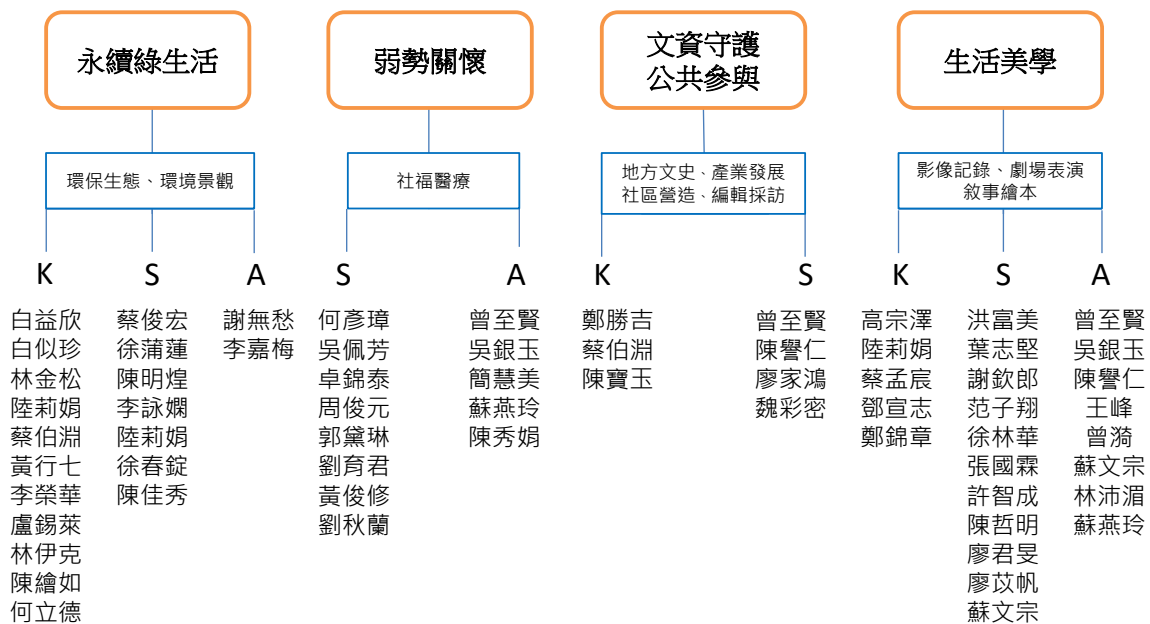 永續綠生活
環保生態、環境景觀
K
白益欣
白似珍
林金松
陸莉娟
蔡伯淵
黃行七
李榮華
盧錫萊
林伊克
陳繪如
何立德
S
蔡俊宏
徐蒲蓮
陳明煌
李詠嫻
陸莉娟
徐春錠
陳佳秀
A
謝無愁
李嘉梅
弱勢關懷
社福醫療
S
何彥璋
吳佩芳
卓錦泰
周俊元
郭黛琳
劉育君
黃俊修
劉秋蘭
A
曾至賢
吳銀玉
簡慧美
蘇燕玲
陳秀娟
文資守護
公共參與
地方文史、產業發展
社區營造、編輯採訪
K
鄭勝吉
蔡伯淵
陳寶玉
S
曾至賢
陳譽仁
廖家鴻
魏彩密
生活美學
影像記錄、劇場表演
敘事繪本
K
高宗澤
陸莉娟
蔡孟宸
鄧宣志
鄭錦章
S
洪富美
葉志堅
謝欽郎
范子翔
徐林華
張國霖
許智成
陳哲明
廖君旻
廖苡帆
蘇文宗
A
曾至賢
吳銀玉
陳譽仁
王峰
曾漪
蘇文宗
林沛湄
蘇燕玲